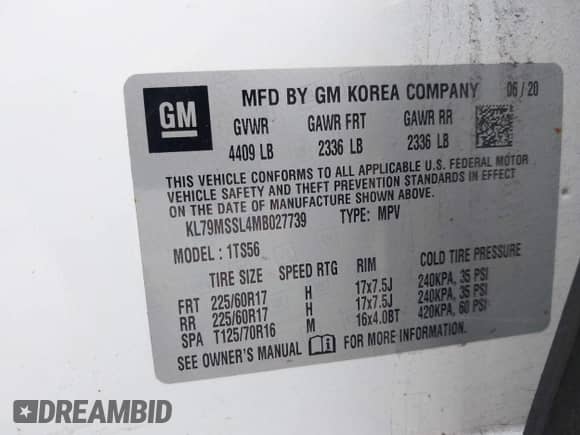 GM
MFD BY GM KOREA COMPANY 06 / 20
GVWR GAWR FRT GAWR RR
4409 LB 2336 LB 2336 LB
THIS VEHICLE CONFORMS TO ALL APPLICABLE U.S. FEDERAL MOTOR
VEHICLE SAFETY AND THEFT PREVENTION STANDARDS IN EFFECT ON
THE DATE OF MANUFACTURE SHOWN ABOVE.
KL79MSSL4MB027739 TYPE: MPV
MODEL : 1TS56
TIRE SIZE SPEED RTG RIM COLD TIRE PRESSURE
FRT 225/60R17 H 17x7.5J 240KPA, 35 PSI
RR 225/60R17 H 17x7.5J 240KPA, 35 PSI
SPA T125/70R16 M 16x4.0BT 420KPA, 60 PSI
SEE OWNER'S MANUAL FOR MORE INFORMATION.
DREAMBID